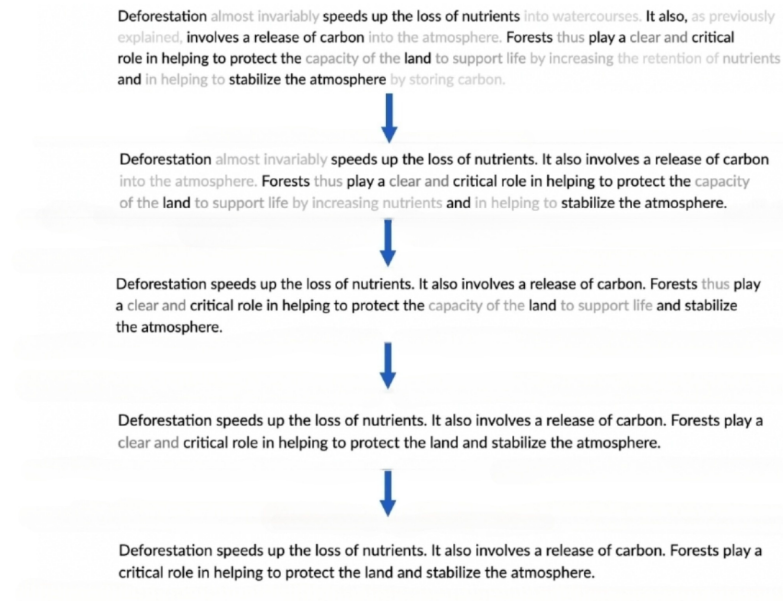 Deforestation almost invariably speeds up the loss of nutrients into watercourses. It also, as previously
explained, involves a release of carbon into the atmosphere. Forests thus play a clear and critical
role in helping to protect the capacity of the land to support life by increasing the retention of nutrients
and in helping to stabilize the atmosphere by storing carbon.
Deforestation almost invariably speeds up the loss of nutrients. It also involves a release of carbon
into the atmosphere. Forests thus play a clear and critical role in helping to protect the capacity
of the land to support life by increasing nutrients and in helping to stabilize the atmosphere.
Deforestation speeds up the loss of nutrients. It also involves a release of carbon. Forests thus play
a clear and critical role in helping to protect the capacity of the land to support life and stabilize
the atmosphere.
Deforestation speeds up the loss of nutrients. It also involves a release of carbon. Forests play a
clear and critical role in helping to protect the land and stabilize the atmosphere.
Deforestation speeds up the loss of nutrients. It also involves a release of carbon. Forests play a
critical role in helping to protect the land and stabilize the atmosphere.